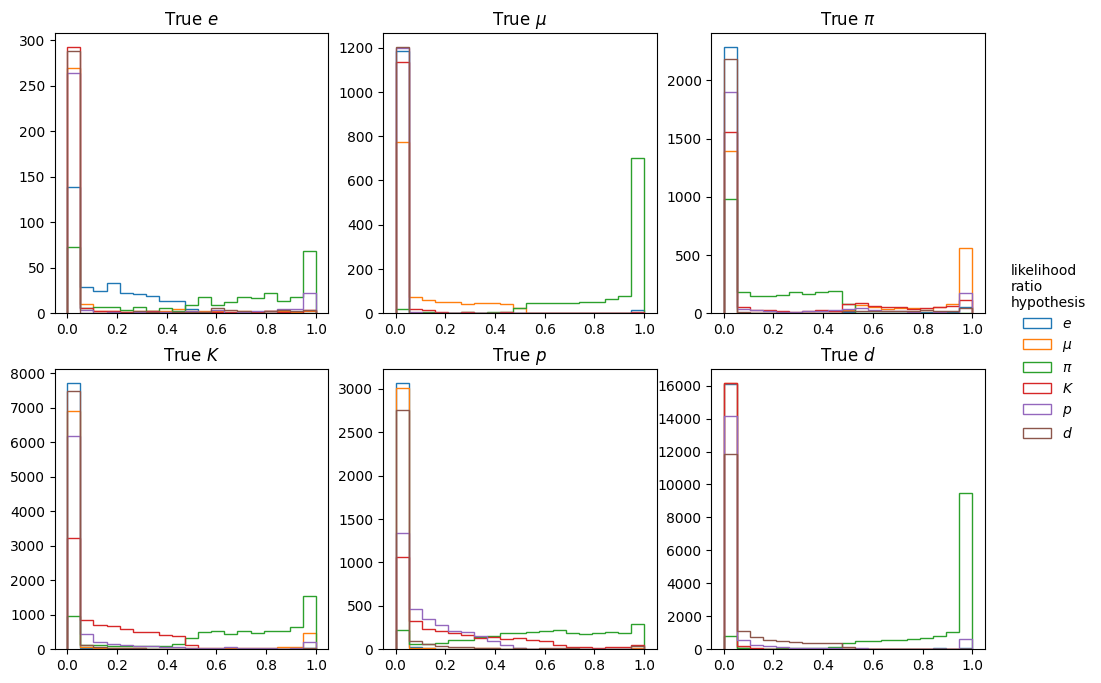 True e
300
250
200
150
100
50
0
0.0 0.2 0.4 0.6 0.8 1.0
True μ
1200
1000
800
600
400
200
0
0.0 0.2 0.4 0.6 0.8 1.0
True π
2000
1500
1000
500
0
0.0 0.2 0.4 0.6 0.8 1.0
True K
8000
7000
6000
5000
4000
3000
2000
1000
0
0.0 0.2 0.4 0.6 0.8 1.0
True p
3000
2500
2000
1500
1000
500
0
0.0 0.2 0.4 0.6 0.8 1.0
True d
16000
14000
12000
10000
8000
6000
4000
2000
0
0.0 0.2 0.4 0.6 0.8 1.0
likelihood
ratio
hypothesis
e
μ
π
K
p
d